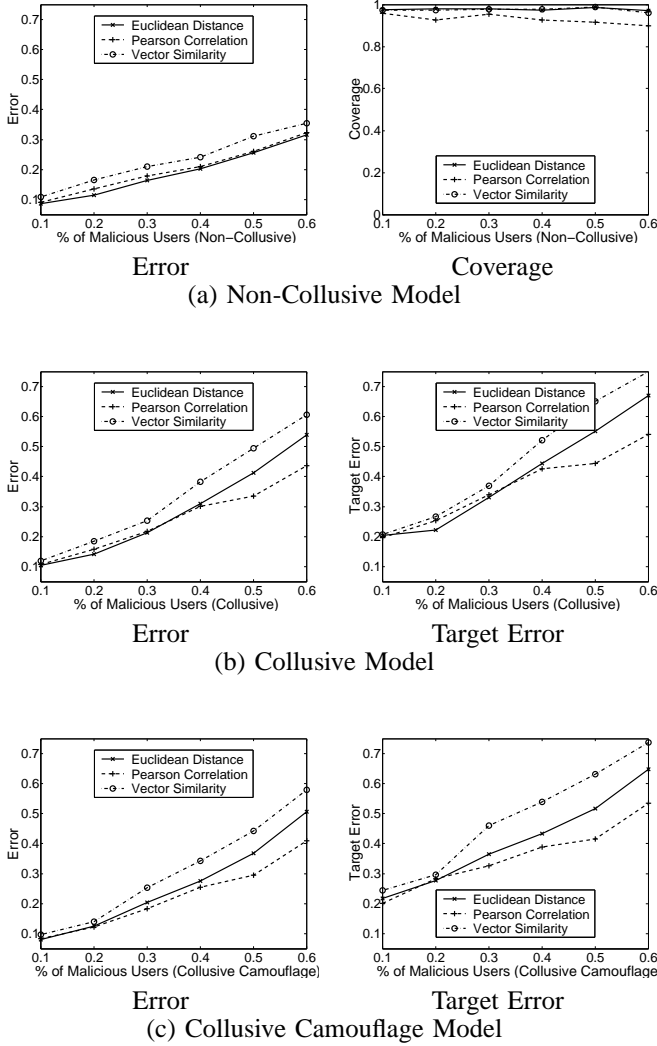 0.7
0.6
0.5
0.4
0.3
0.2
0.1
Error
Euclidean Distance
Pearson Correlation
Vector Similarity
0.1 0.2 0.3 0.4 0.5 0.6
% of Malicious Users (Non−Collusive)
Error
1
0.8
0.6
0.4
0.2
0
Coverage
Euclidean Distance
Pearson Correlation
Vector Similarity
0.1 0.2 0.3 0.4 0.5 0.6
% of Malicious Users (Non−Collusive)
Coverage
(a) Non-Collusive Model
0.7
0.6
0.5
0.4
0.3
0.2
0.1
Error
Euclidean Distance
Pearson Correlation
Vector Similarity
0.1 0.2 0.3 0.4 0.5 0.6
% of Malicious Users (Collusive)
Error
0.7
0.6
0.5
0.4
0.3
0.2
0.1
Target Error
Euclidean Distance
Pearson Correlation
Vector Similarity
0.1 0.2 0.3 0.4 0.5 0.6
% of Malicious Users (Collusive)
Target Error
(b) Collusive Model
0.7
0.6
0.5
0.4
0.3
0.2
0.1
Error
Euclidean Distance
Pearson Correlation
Vector Similarity
0.1 0.2 0.3 0.4 0.5 0.6
% of Malicious Users (Collusive Camouflage)
Error
0.7
0.6
0.5
0.4
0.3
0.2
0.1
Target Error
Euclidean Distance
Pearson Correlation
Vector Similarity
0.1 0.2 0.3 0.4 0.5 0.6
% of Malicious Users (Collusive Camouflage)
Target Error
(c) Collusive Camouflage Model